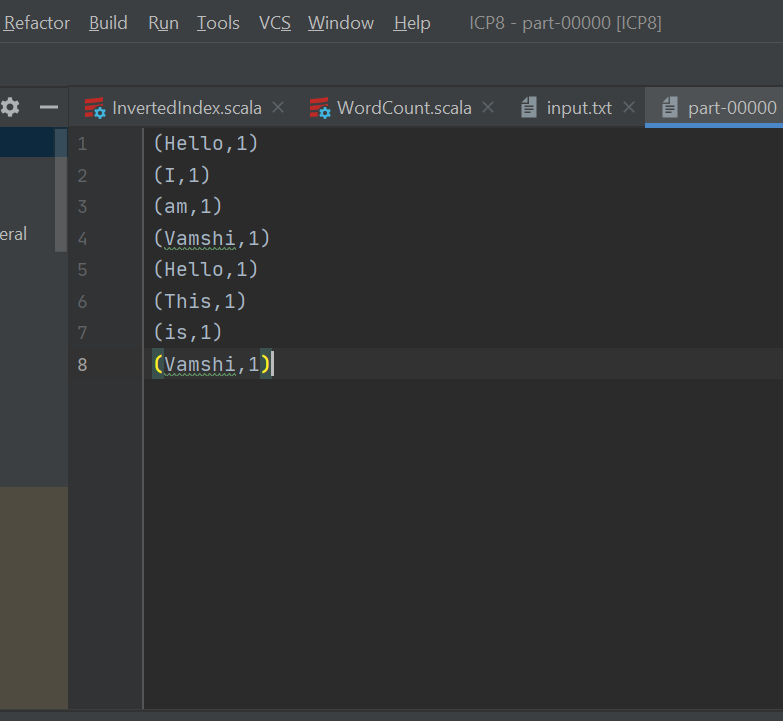 Refactor Build Run Tools VCS Window Help ICP8 - part-00000 [ICP8]
InvertedIndex.scala WordCount.scala input.txt part-00000
eral
1 (Hello,1)
2 (I,1)
3 (am,1)
4 (Vamshi,1)
5 (Hello,1)
6 (This,1)
7 (is,1)
8 (Vamshi,1)